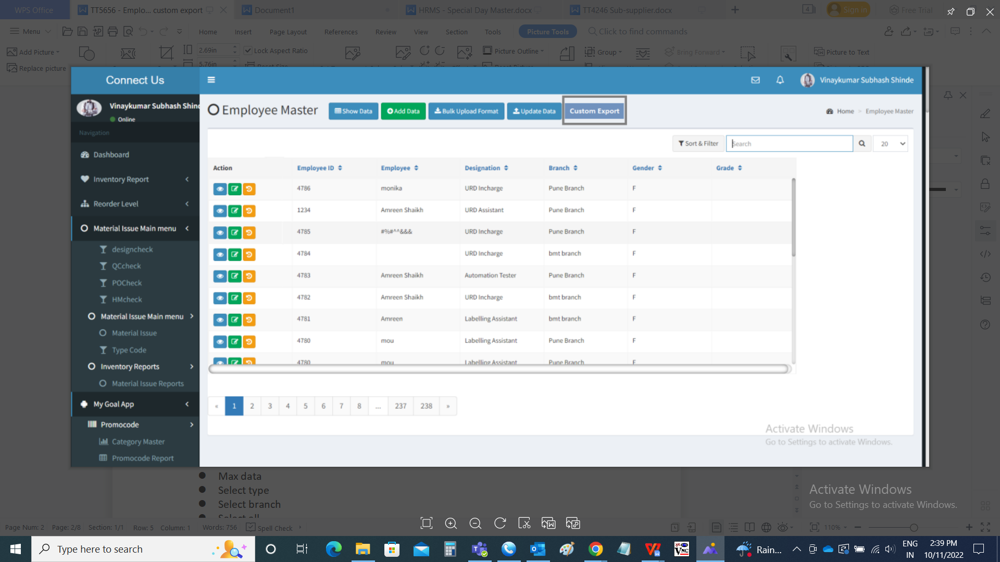 WPS Office
TT5656 - Emplo... custom export
Document1
HRMS - Special Day Master.docx
TT4246 Sub-supplier.docx
4
Sign in
Free Trial
Menu
Home
Insert
Page Layout
References
Review
View
Section
Tools
Picture Tools
Click to find commands
Add Picture
2.69in
Lock Aspect Ratio
Picture Outline
Group
Bring Forward
Picture to Text
Replace picture
5.76in
Reset Size
Connect Us
Vinaykumar Subhash Shinde
Vinaykumar Subhash Shind
Online
Employee Master
Show Data
Add Data
Bulk Upload Format
Update Data
Custom Export
Home > Employee Master
Navigation
Sort & Filter
Search
20
Dashboard
Inventory Report
Reorder Level
Material Issue Main menu
designcheck
QCcheck
POCheck
HMcheck
Material Issue Main menu
Material Issue
Type Code
Inventory Reports
Material Issue Reports
My Goal App
Promocode
Category Master
Promocode Report
Action Employee ID Employee Designation Branch Gender Grade
4786 monika URD Incharge Pune Branch F
1234 Amreen Shaikh URD Assistant Pune Branch F
4785 #%#^^&&& URD Incharge Pune Branch F
4784 URD Incharge bmt branch F
4783 Amreen Shaikh Automation Tester Pune Branch F
4782 Amreen Shaikh URD Incharge bmt branch F
4781 Amreen Labelling Assistant bmt branch F
4780 mou Labelling Assistant Pune Branch F
4780 mou Labelling Assistant Pune Branch F
« 1 2 3 4 5 6 7 8 ... 237 238 »
Activate Windows
Go to Settings to activate Windows.
Max data
Select type
Select branch
Select all
Activate Windows
Go to Settings to activate Windows.
Page Num: 2 Page: 2/8 Section: 1/1 Row: 5 Column: 1 Words: 756 Spell Check
110%
Type here to search
Rain...
ENG
IN
2:39 PM
10/11/2022